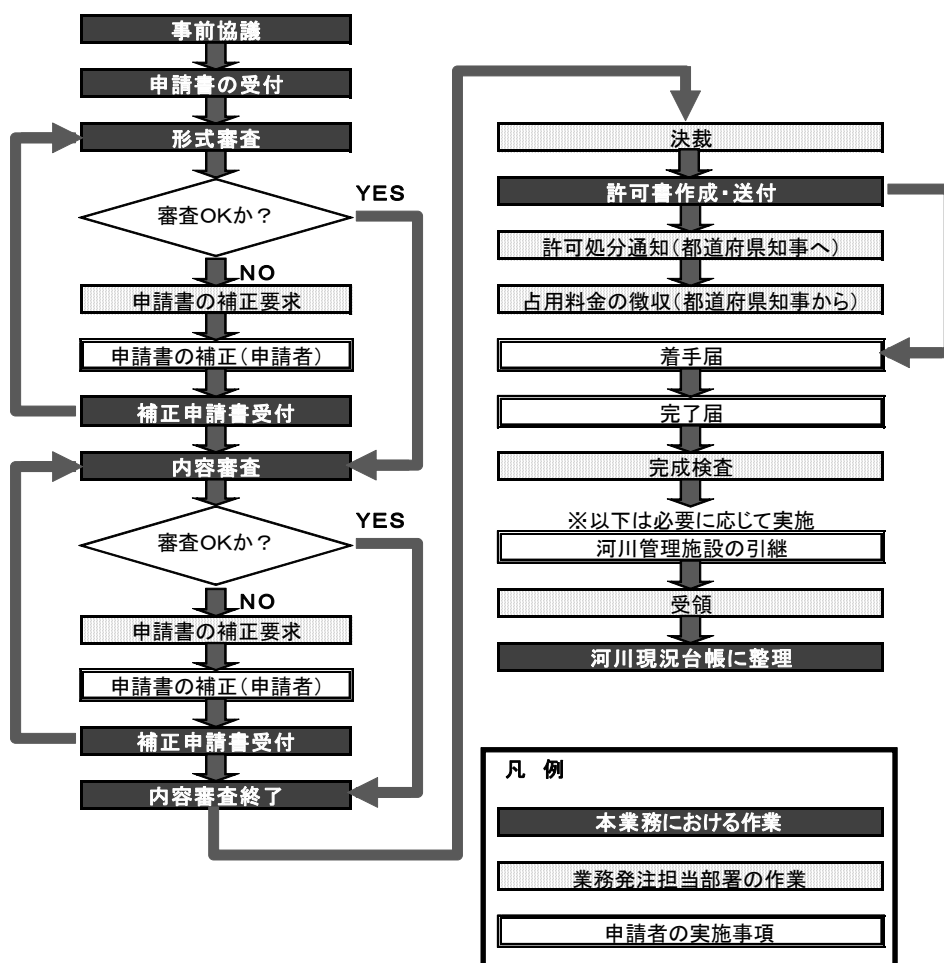 事前協議
申請書の受付
形式審査
審査OKか?
YES
NO
申請書の補正要求
申請書の補正(申請者)
補正申請書受付
内容審査
審査OKか?
YES
NO
申請書の補正要求
申請書の補正(申請者)
補正申請書受付
内容審査終了
決裁
許可書作成・送付
許可処分通知(都道府県知事へ)
占用料金の徴収(都道府県知事から)
着手届
完了届
完成検査
※以下は必要に応じて実施
河川管理施設の引継
受領
河川現況台帳に整理
凡 例
本業務における作業
業務発注担当部署の作業
申請者の実施事項